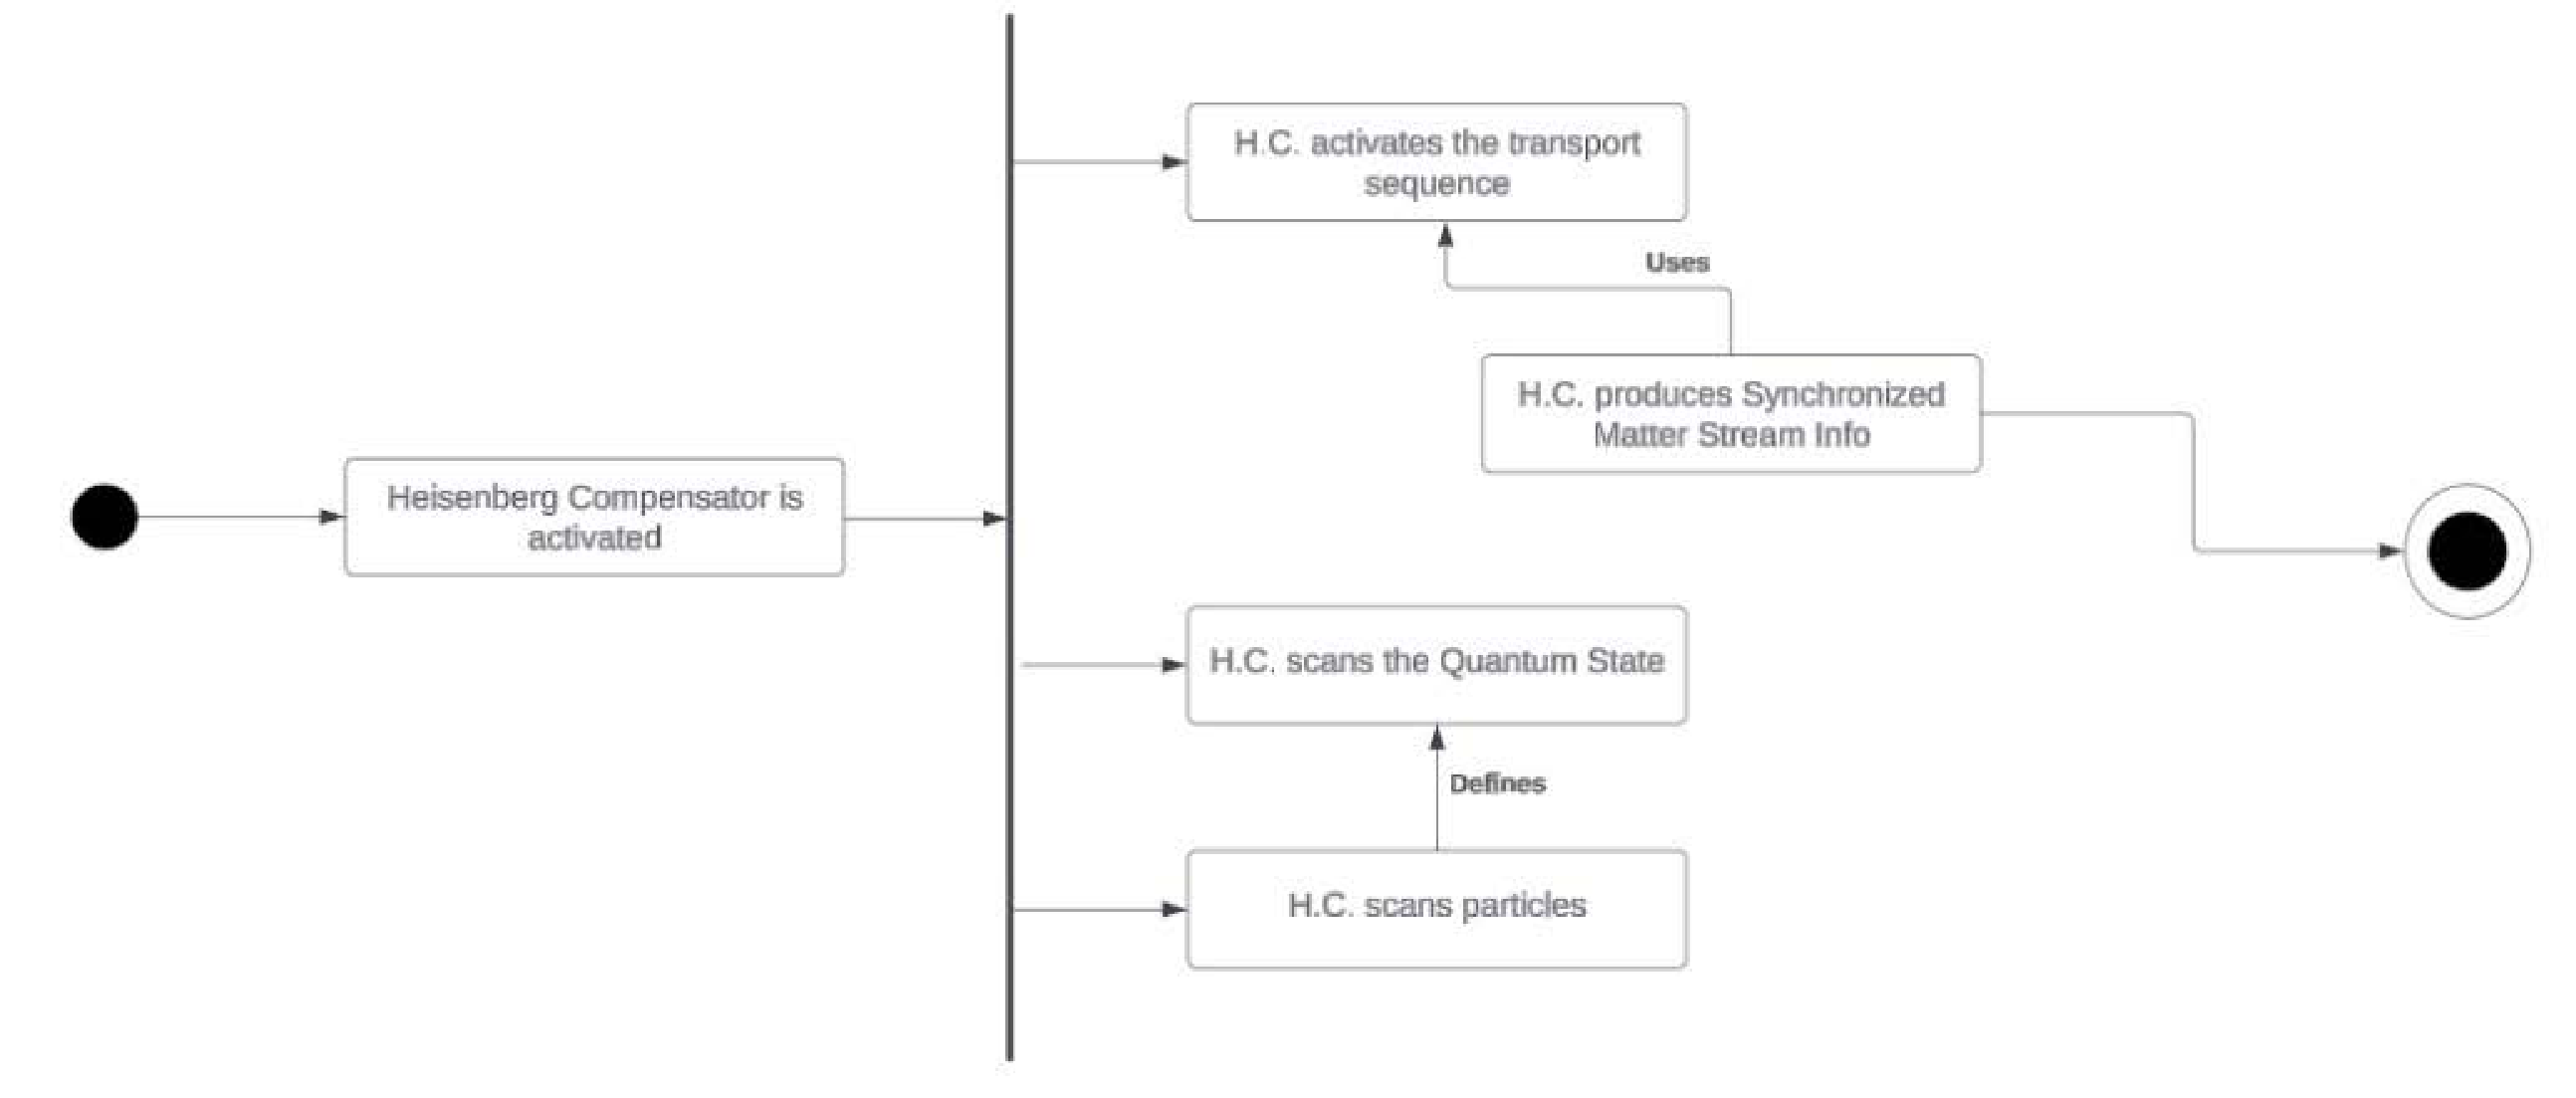 Heisenberg Compensator is
activated
H.C. activates the transport
sequence
Uses
H.C. produces Synchronized
Matter Stream Info
H.C. scans the Quantum State
Defines
H.C. scans particles